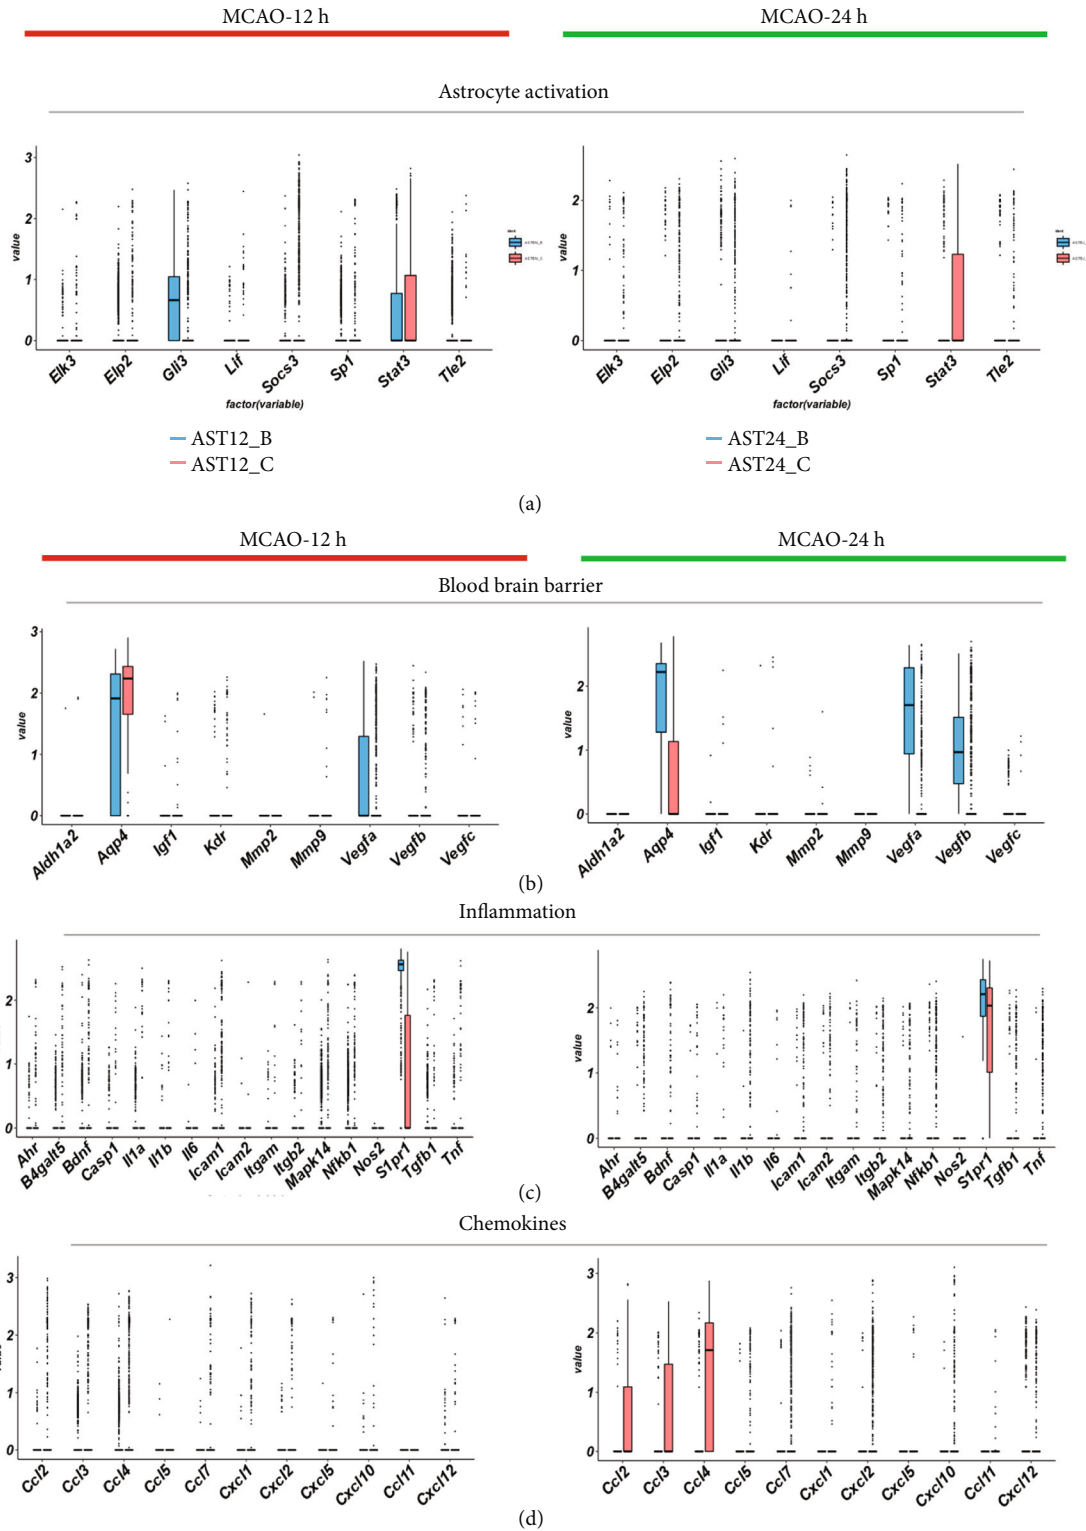 MCAO-12 h
MCAO-24 h
Astrocyte activation
3
2
1
0
value
Elk3
Elp2
Gli3
Lif
Socs3
Sp1
Stat3
Tle2
factor(variable)
2
1
0
value
Elk3
Elp2
Gli3
Lif
Socs3
Sp1
Stat3
Tle2
factor(variable)
AST12_B
AST12_C
AST24_B
AST24_C
(a)
MCAO-12 h
MCAO-24 h
Blood brain barrier
3
2
1
0
value
Aldh1a2
Aqp4
Igf1
Kdr
Mmp2
Mmp9
Vegfa
Vegfb
Vegfc
2
1
0
value
Aldh1a2
Aqp4
Igf1
Kdr
Mmp2
Mmp9
Vegfa
Vegfb
Vegfc
(b)
Inflammation
2
1
0
Ahr
B4galt5
Bdnf
Casp1
Il1a
Il1b
Il6
Icam1
Icam2
Itgam
Itgb2
Mapk14
Nfkb1
Nos2
S1pr1
Tgfb1
Tnf
2
1
0
value
Ahr
B4galt5
Bdnf
Casp1
Il1a
Il1b
Il6
Icam1
Icam2
Itgam
Itgb2
Mapk14
Nfkb1
Nos2
S1pr1
Tgfb1
Tnf
(c)
Chemokines
3
2
1
0
value
Ccl2
Ccl3
Ccl4
Ccl5
Ccl7
Cxcl1
Cxcl2
Cxcl5
Cxcl10
Ccl11
Cxcl12
3
2
1
0
value
Ccl2
Ccl3
Ccl4
Ccl5
Ccl7
Cxcl1
Cxcl2
Cxcl5
Cxcl10
Ccl11
Cxcl12
(d)